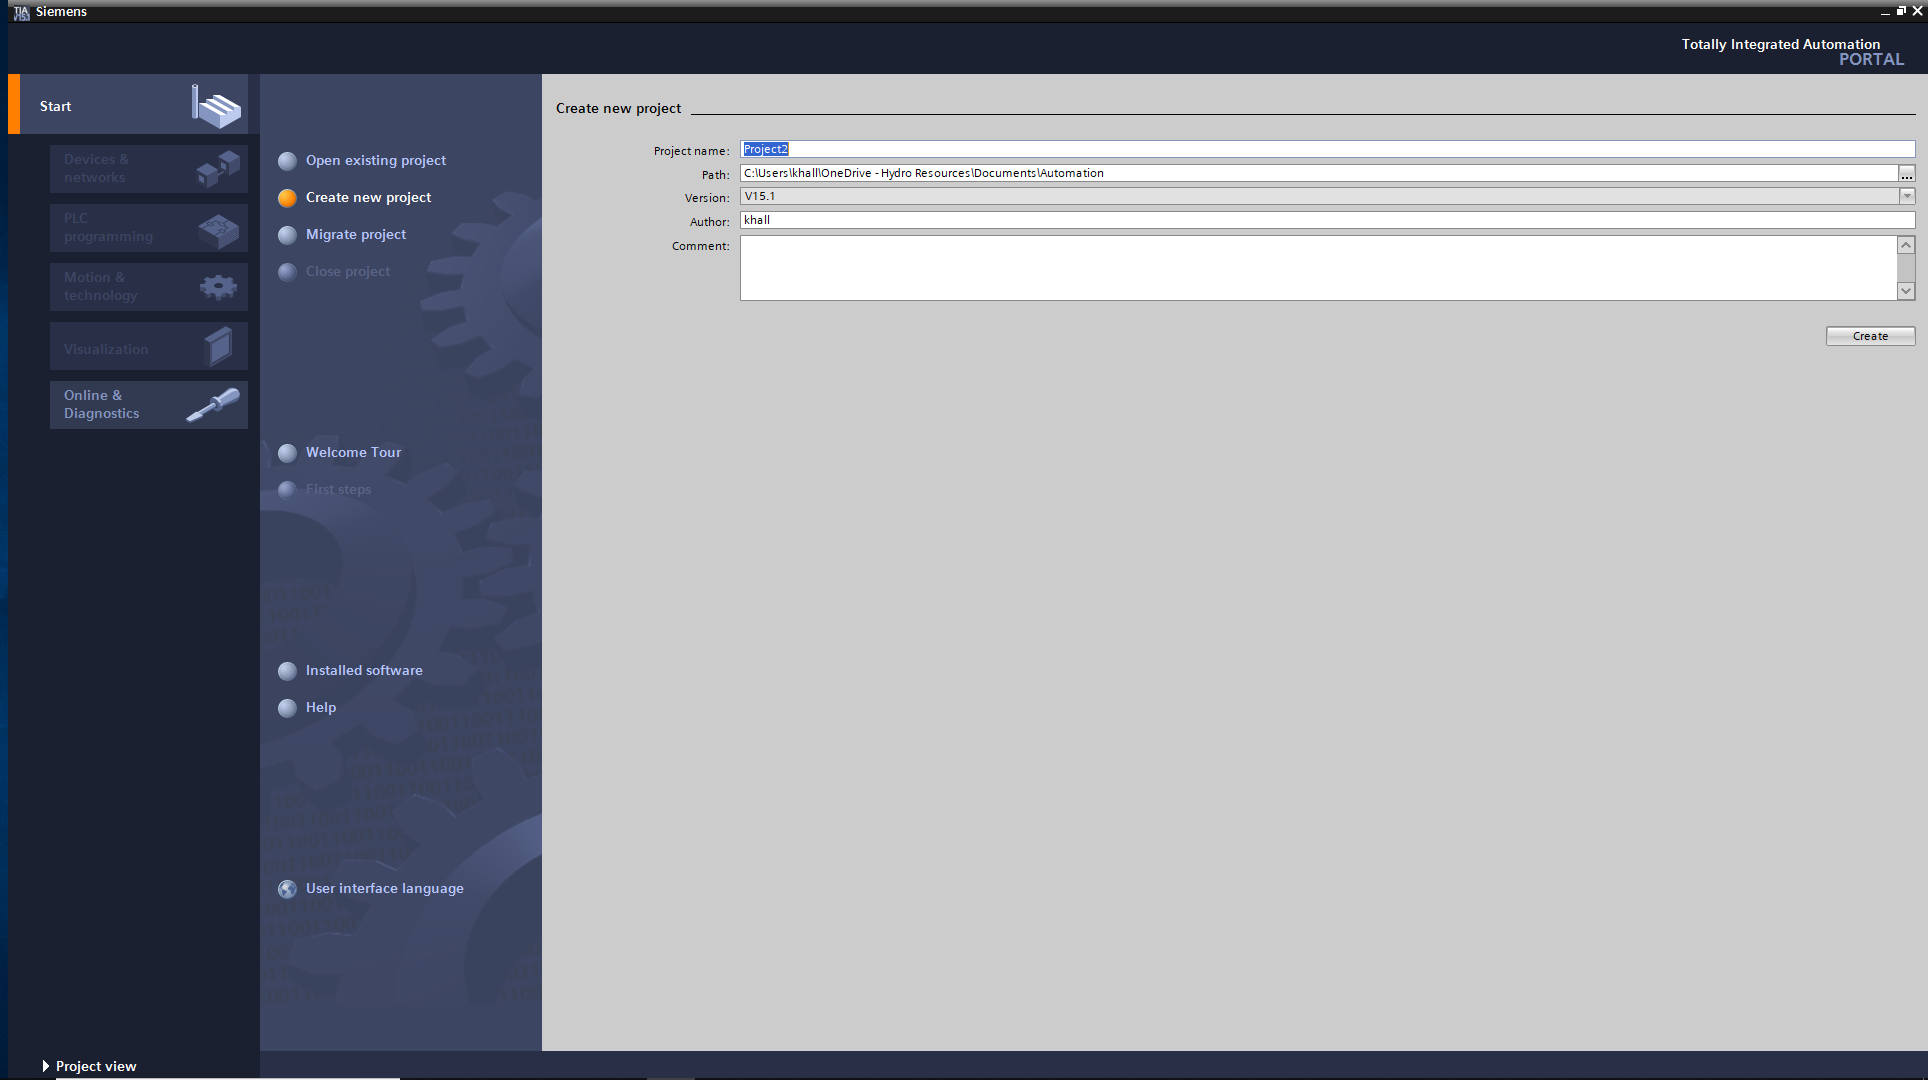 TIA
V15.1
Siemens
Totally Integrated Automation
PORTAL
Start
Devices &
networks
PLC
programming
Motion &
technology
Visualization
Online &
Diagnostics
Open existing project
Create new project
Migrate project
Close project
Welcome Tour
First steps
Installed software
Help
User interface language
Create new project
Project name: Project2
Path: C:\Users\khall\OneDrive - Hydro Resources\Documents\Automation
...
Version: V15.1
Author: khall
Comment:
Create
Project view